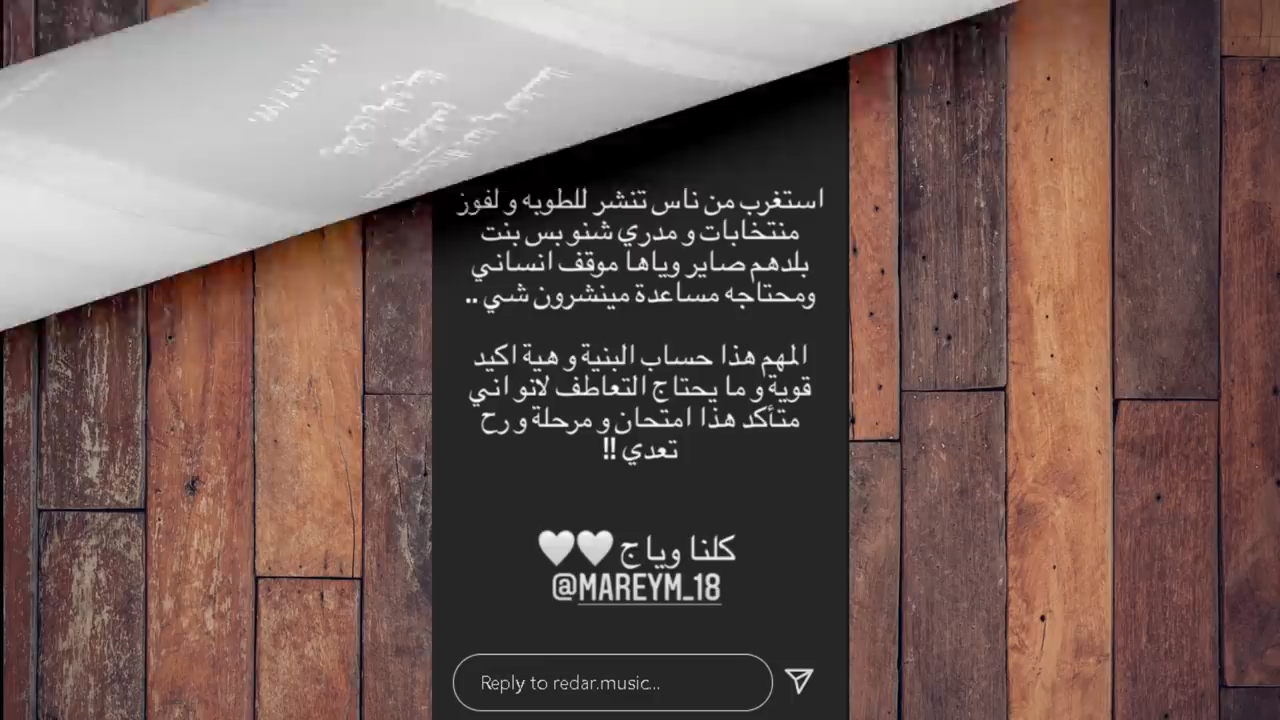 استغرب من ناس تنشر للطوبه و لفوز
منتخابات و مدري شنو بس بنت
بلدهم صاير وياها موقف انساني
ومحتاجه مساعدة مينشرون شي ..
المهم هذا حساب البنية و هية اكيد
قوية و ما يحتاج التعاطف لانو اني
متأكد هذا امتحان و مرحلة و رح
تعدي !!
كلنا وياج 🤍🤍
@MAREYM_18
Reply to redar.music...